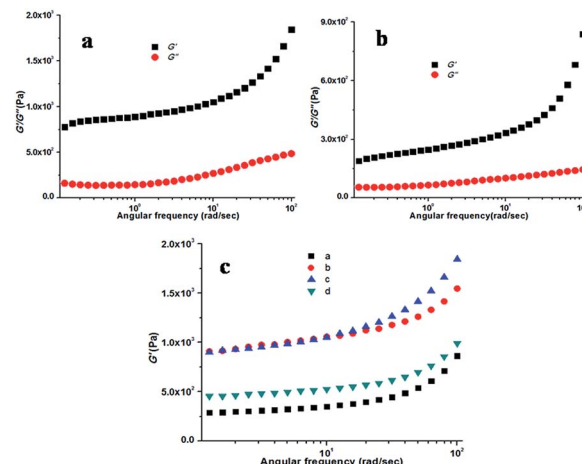 a
G'
G''
2.0x10³
1.5x10³
1.0x10³
5.0x10²
0.0
G'/G''(Pa)
10⁰
10¹
10²
Angular frequency (rad/sec)
b
G'
G''
9.0x10²
6.0x10²
3.0x10²
0.0
G'/G''(Pa)
10⁰
10¹
10²
Angular frequency(rad/sec)
c
a
b
c
d
2.0x10³
1.5x10³
1.0x10³
5.0x10²
0.0
G'(Pa)
10¹
10²
Angular frequency (rad/sec)